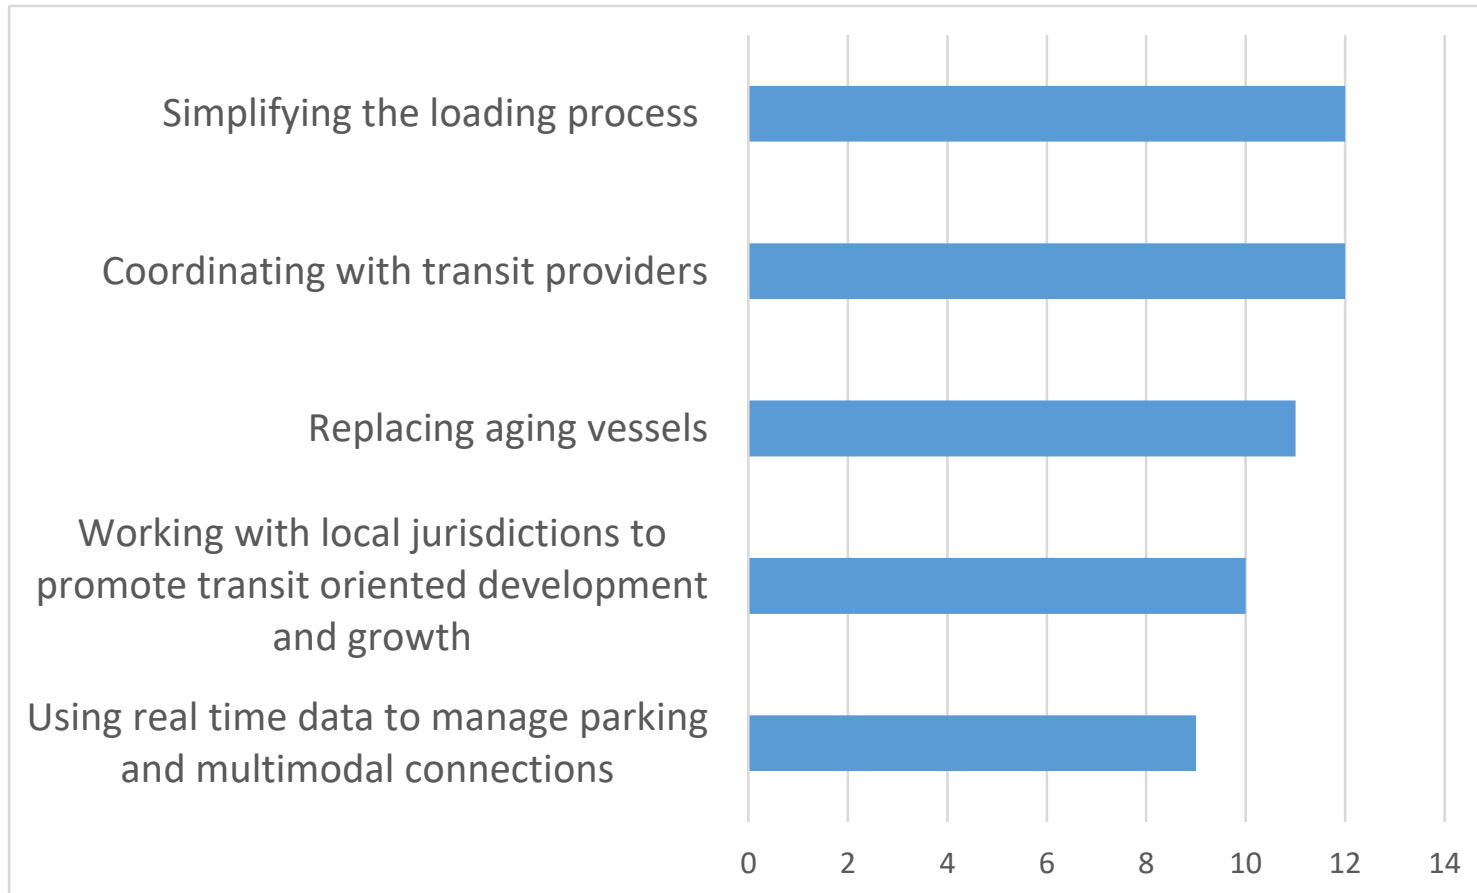 Simplifying the loading process
Coordinating with transit providers
Replacing aging vessels
Working with local jurisdictions to
promote transit oriented development
and growth
Using real time data to manage parking
and multimodal connections
0 2 4 6 8 10 12 14